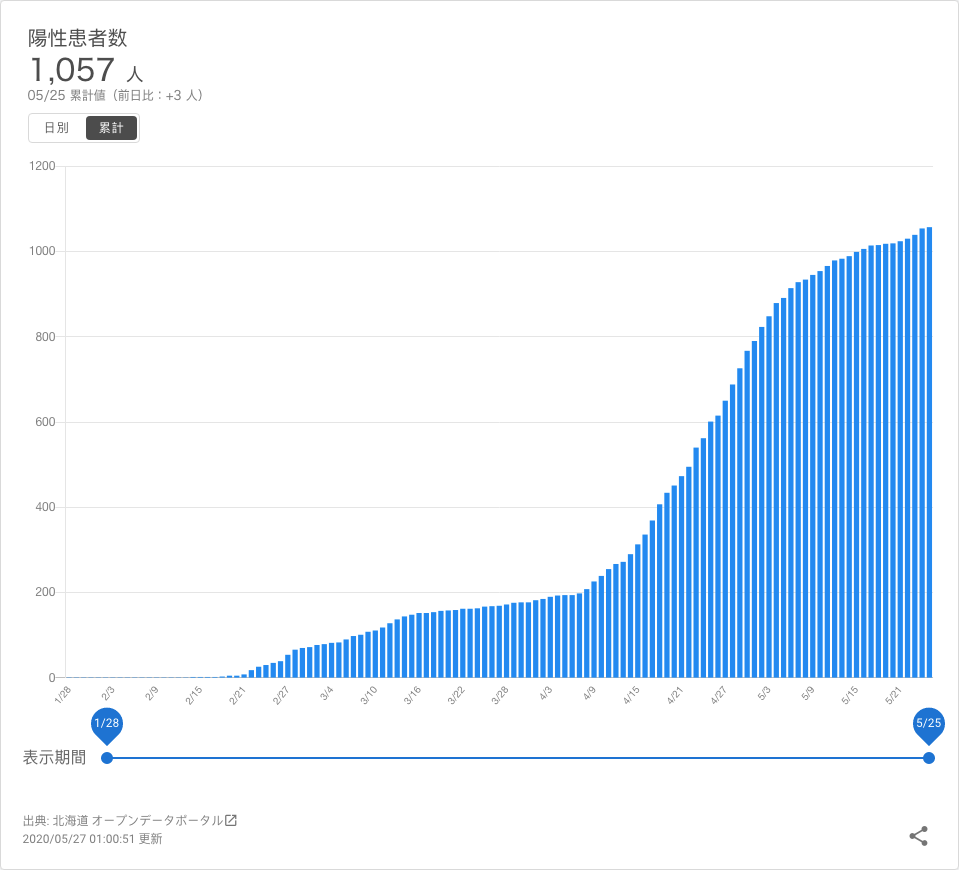 陽性患者数
1,057 人
05/25 累計値（前日比：+3 人）
日別 累計
1200
1000
800
600
400
200
0
1/28 2/3 2/9 2/15 2/21 2/27 3/4 3/10 3/16 3/22 3/28 4/3 4/9 4/15 4/21 4/27 5/3 5/9 5/15 5/21
1/28 5/25
表示期間
出典: 北海道 オープンデータポータル
2020/05/27 01:00:51 更新